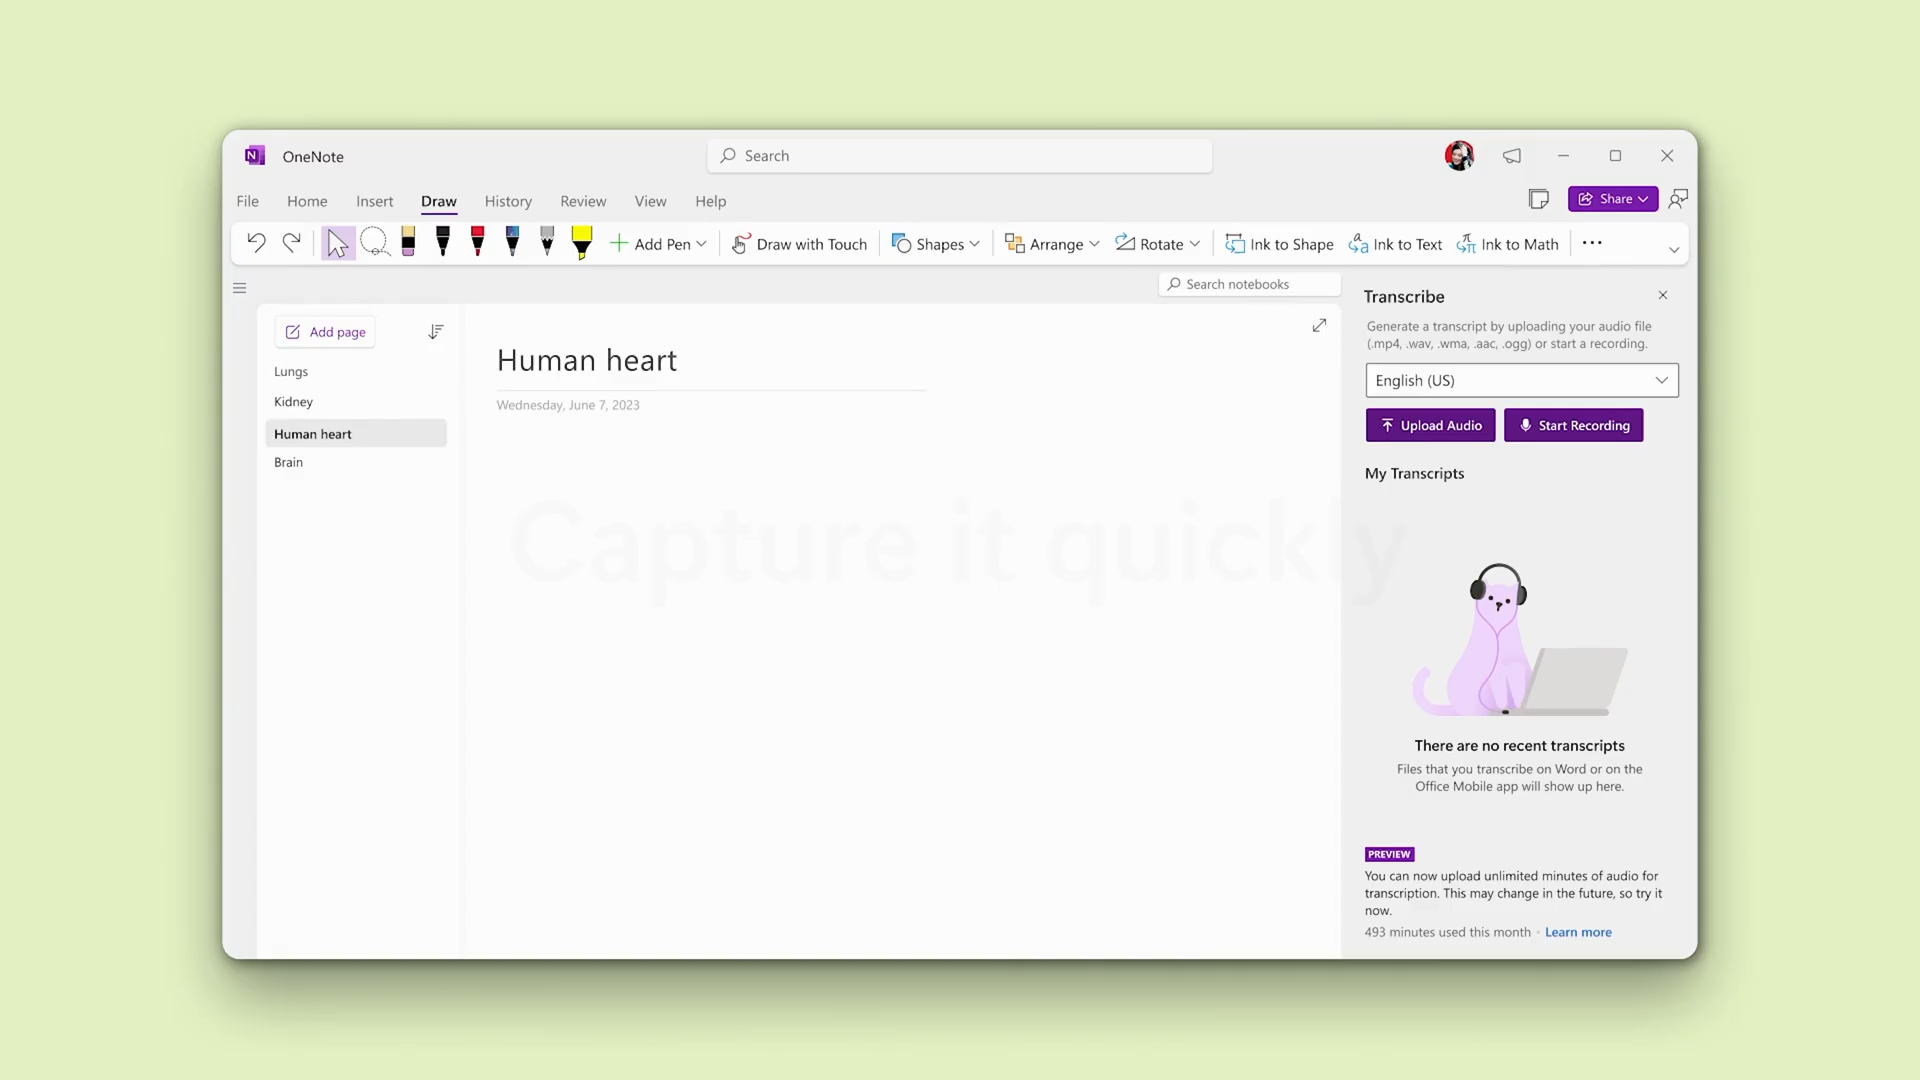 OneNote
Search
File Home Insert Draw History Review View Help
Share
Add Pen Draw with Touch Shapes Arrange Rotate Ink to Shape Ink to Text Ink to Math
Search notebooks
Add page
Lungs
Kidney
Human heart
Brain
Human heart
Wednesday, June 7, 2023
Capture it quickly
Transcribe
Generate a transcript by uploading your audio file
(.mp4, .wav, .wma, .aac, .ogg) or start a recording.
English (US)
Upload Audio Start Recording
My Transcripts
There are no recent transcripts
Files that you transcribe on Word or on the
Office Mobile app will show up here.
PREVIEW
You can now upload unlimited minutes of audio for
transcription. This may change in the future, so try it
now.
493 minutes used this month · Learn more